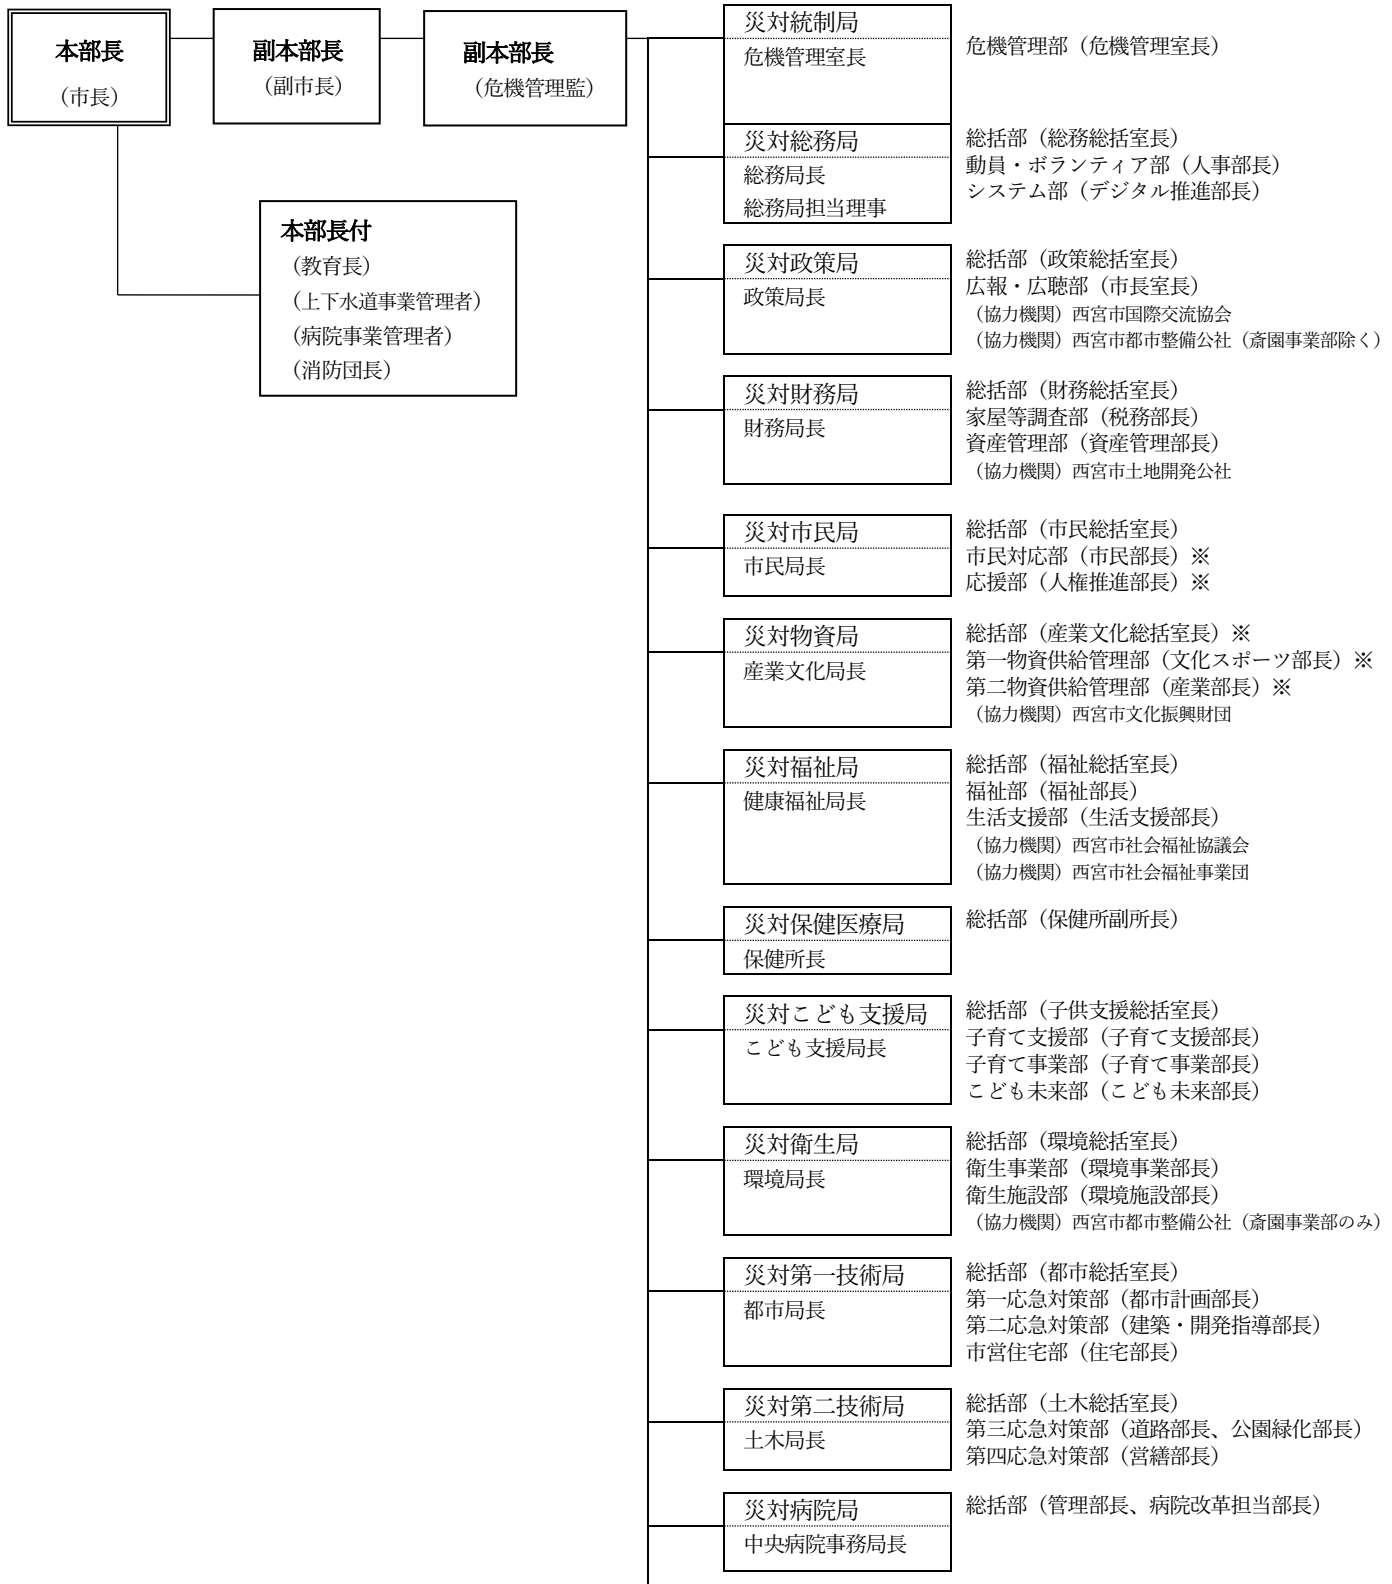 本部長
（市長）
副本部長
（副市長）
副本部長
（危機管理監）
本部長付
（教育長）
（上下水道事業管理者）
（病院事業管理者）
（消防団長）
災対統制局
危機管理室長
危機管理部（危機管理室長）
災対総務局
総務局長
総務局担当理事
総括部（総務総括室長）
動員・ボランティア部（人事部長）
システム部（デジタル推進部長）
災対政策局
政策局長
総括部（政策総括室長）
広報・広聴部（市長室長）
（協力機関）西宮市国際交流協会
（協力機関）西宮市都市整備公社（斎園事業部除く）
災対財務局
財務局長
総括部（財務総括室長）
家屋等調査部（税務部長）
資産管理部（資産管理部長）
（協力機関）西宮市土地開発公社
災対市民局
市民局長
総括部（市民総括室長）
市民対応部（市民部長）※
応援部（人権推進部長）※
災対物資局
産業文化局長
総括部（産業文化総括室長）※
第一物資供給管理部（文化スポーツ部長）※
第二物資供給管理部（産業部長）※
（協力機関）西宮市文化振興財団
災対福祉局
健康福祉局長
総括部（福祉総括室長）
福祉部（福祉部長）
生活支援部（生活支援部長）
（協力機関）西宮市社会福祉協議会
（協力機関）西宮市社会福祉事業団
災対保健医療局
保健所長
総括部（保健所副所長）
災対こども支援局
こども支援局長
総括部（子供支援総括室長）
子育て支援部（子育て支援部長）
子育て事業部（子育て事業部長）
こども未来部（こども未来部長）
災対衛生局
環境局長
総括部（環境総括室長）
衛生事業部（環境事業部長）
衛生施設部（環境施設部長）
（協力機関）西宮市都市整備公社（斎園事業部のみ）
災対第一技術局
都市局長
総括部（都市総括室長）
第一応急対策部（都市計画部長）
第二応急対策部（建築・開発指導部長）
市営住宅部（住宅部長）
災対第二技術局
土木局長
総括部（土木総括室長）
第三応急対策部（道路部長、公園緑化部長）
第四応急対策部（営繕部長）
災対病院局
中央病院事務局長
総括部（管理部長、病院改革担当部長）